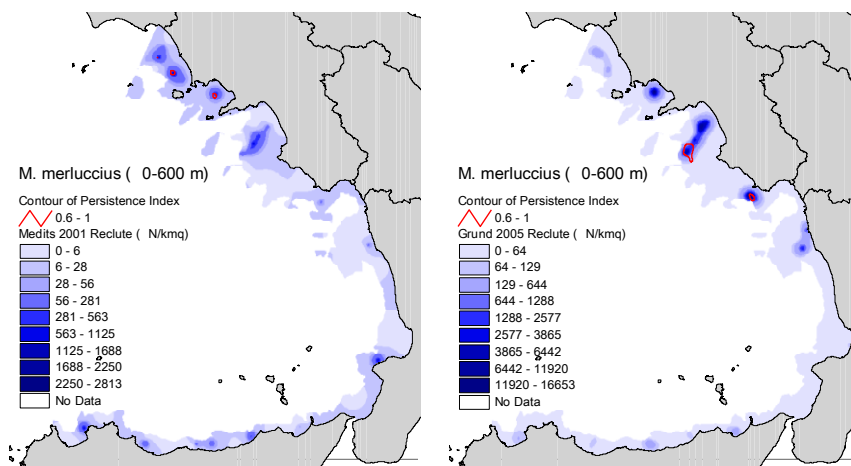 M. merluccius ( 0-600 m)
Contour of Persistence Index
0.6 - 1
Medits 2001 Reclute ( N/kmq)
0 - 6
6 - 28
28 - 56
56 - 281
281 - 563
563 - 1125
1125 - 1688
1688 - 2250
2250 - 2813
No Data
M. merluccius ( 0-600 m)
Contour of Persistence Index
0.6 - 1
Grund 2005 Reclute ( N/kmq)
0 - 64
64 - 129
129 - 644
644 - 1288
1288 - 2577
2577 - 3865
3865 - 6442
6442 - 11920
11920 - 16653
No Data